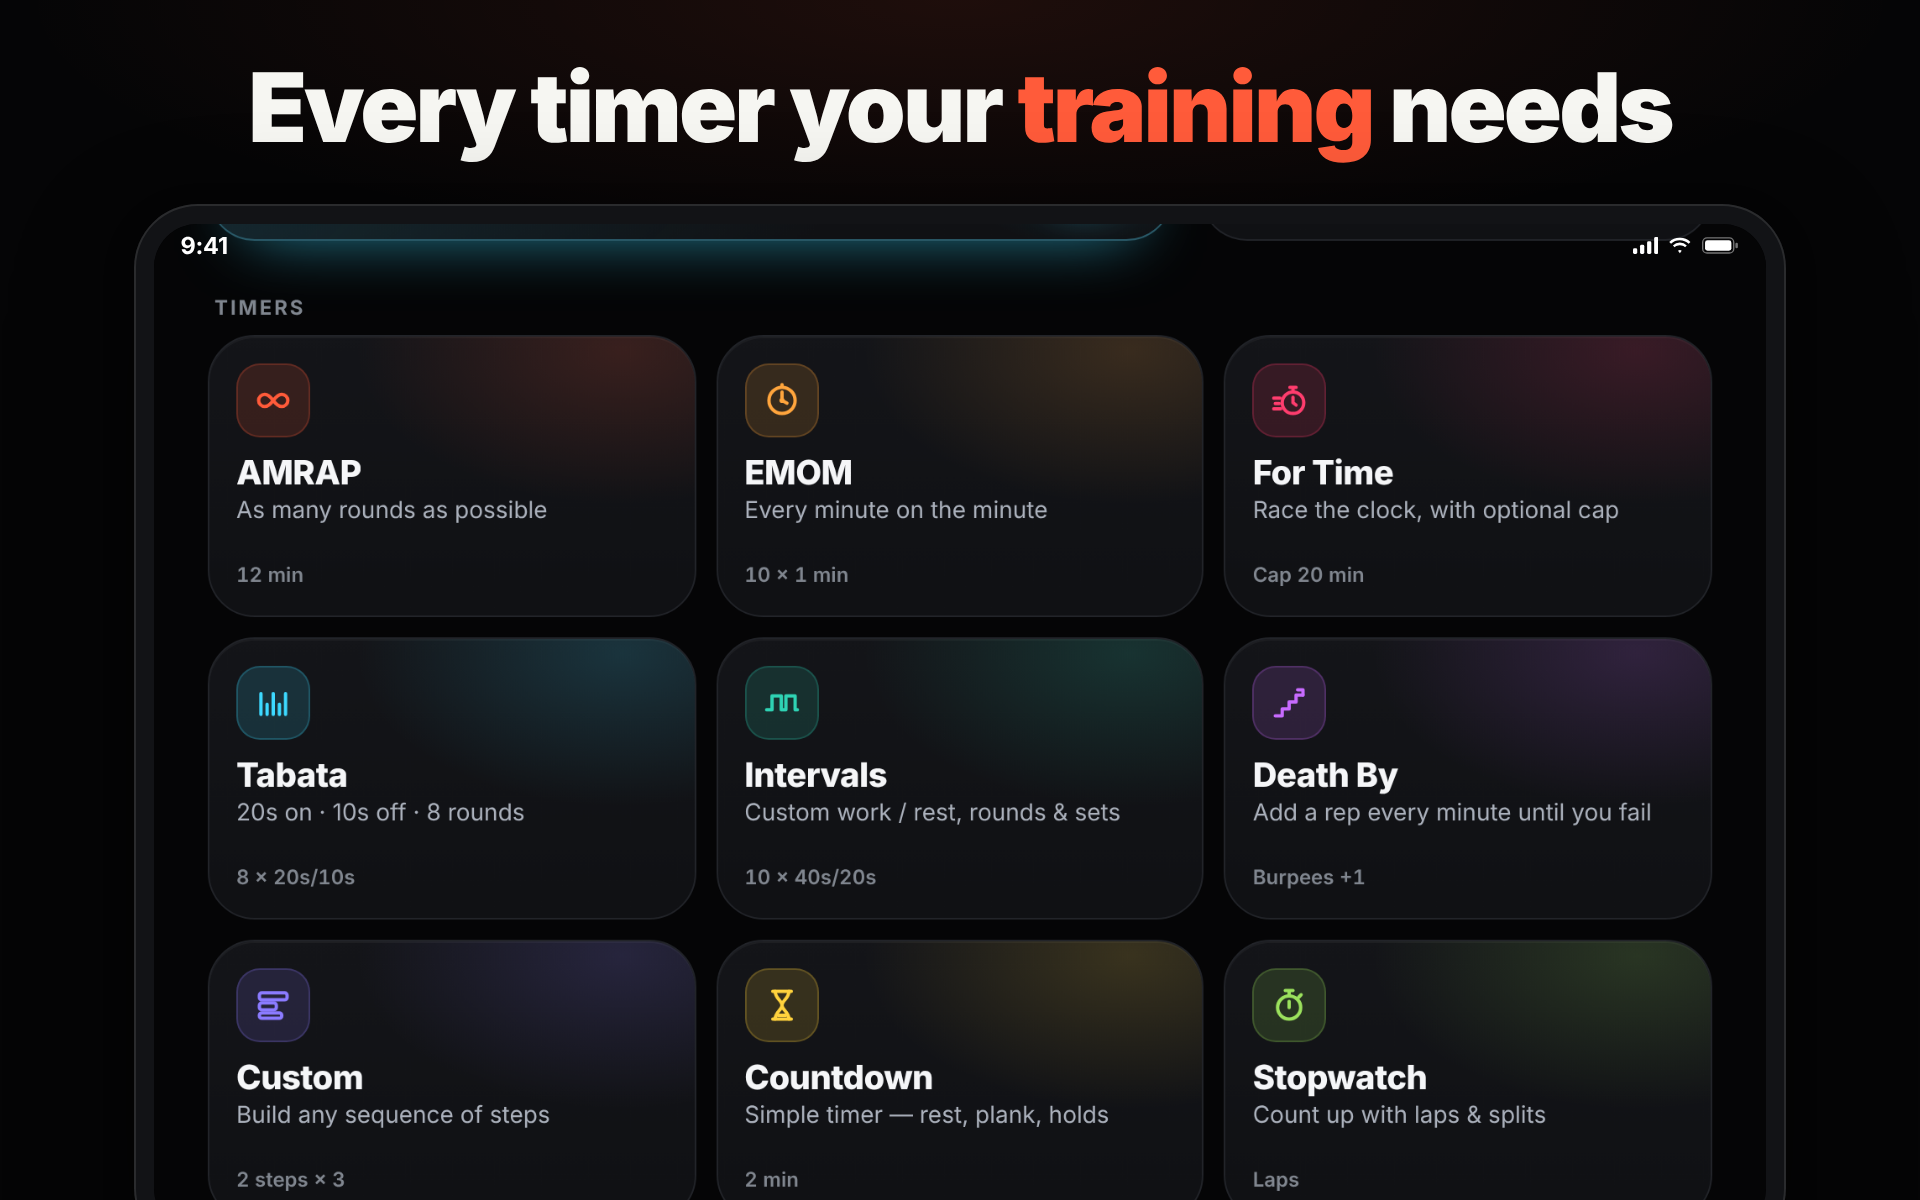 Every timer your training needs
9:41
TIMERS
AMRAP
As many rounds as possible
12 min
EMOM
Every minute on the minute
10 × 1 min
For Time
Race the clock, with optional cap
Cap 20 min
Tabata
20s on · 10s off · 8 rounds
8 × 20s/10s
Intervals
Custom work / rest, rounds & sets
10 × 40s/20s
Death By
Add a rep every minute until you fail
Burpees +1
Custom
Build any sequence of steps
2 steps × 3
Countdown
Simple timer — rest, plank, holds
2 min
Stopwatch
Count up with laps & splits
Laps